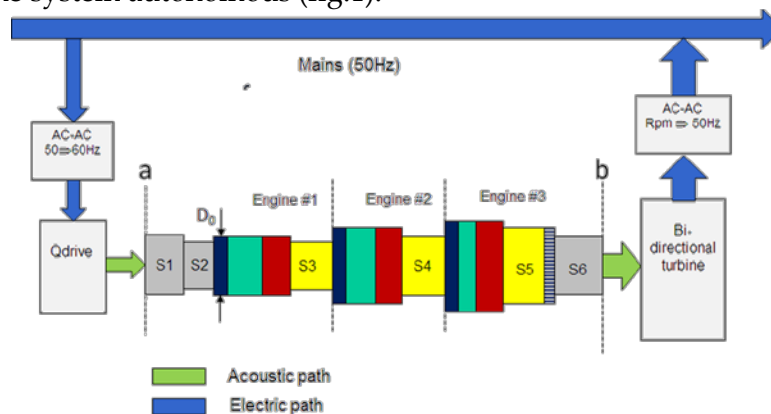 Mains (50Hz)
AC-AC
50⇒60Hz
AC-AC
Rpm ⇒ 50Hz
a
b
Engine #1
Engine #2
Engine #3
D₀
Qdrive
S1
S2
S3
S4
S5
S6
Bi-
directional
turbine
Acoustic path
Electric path